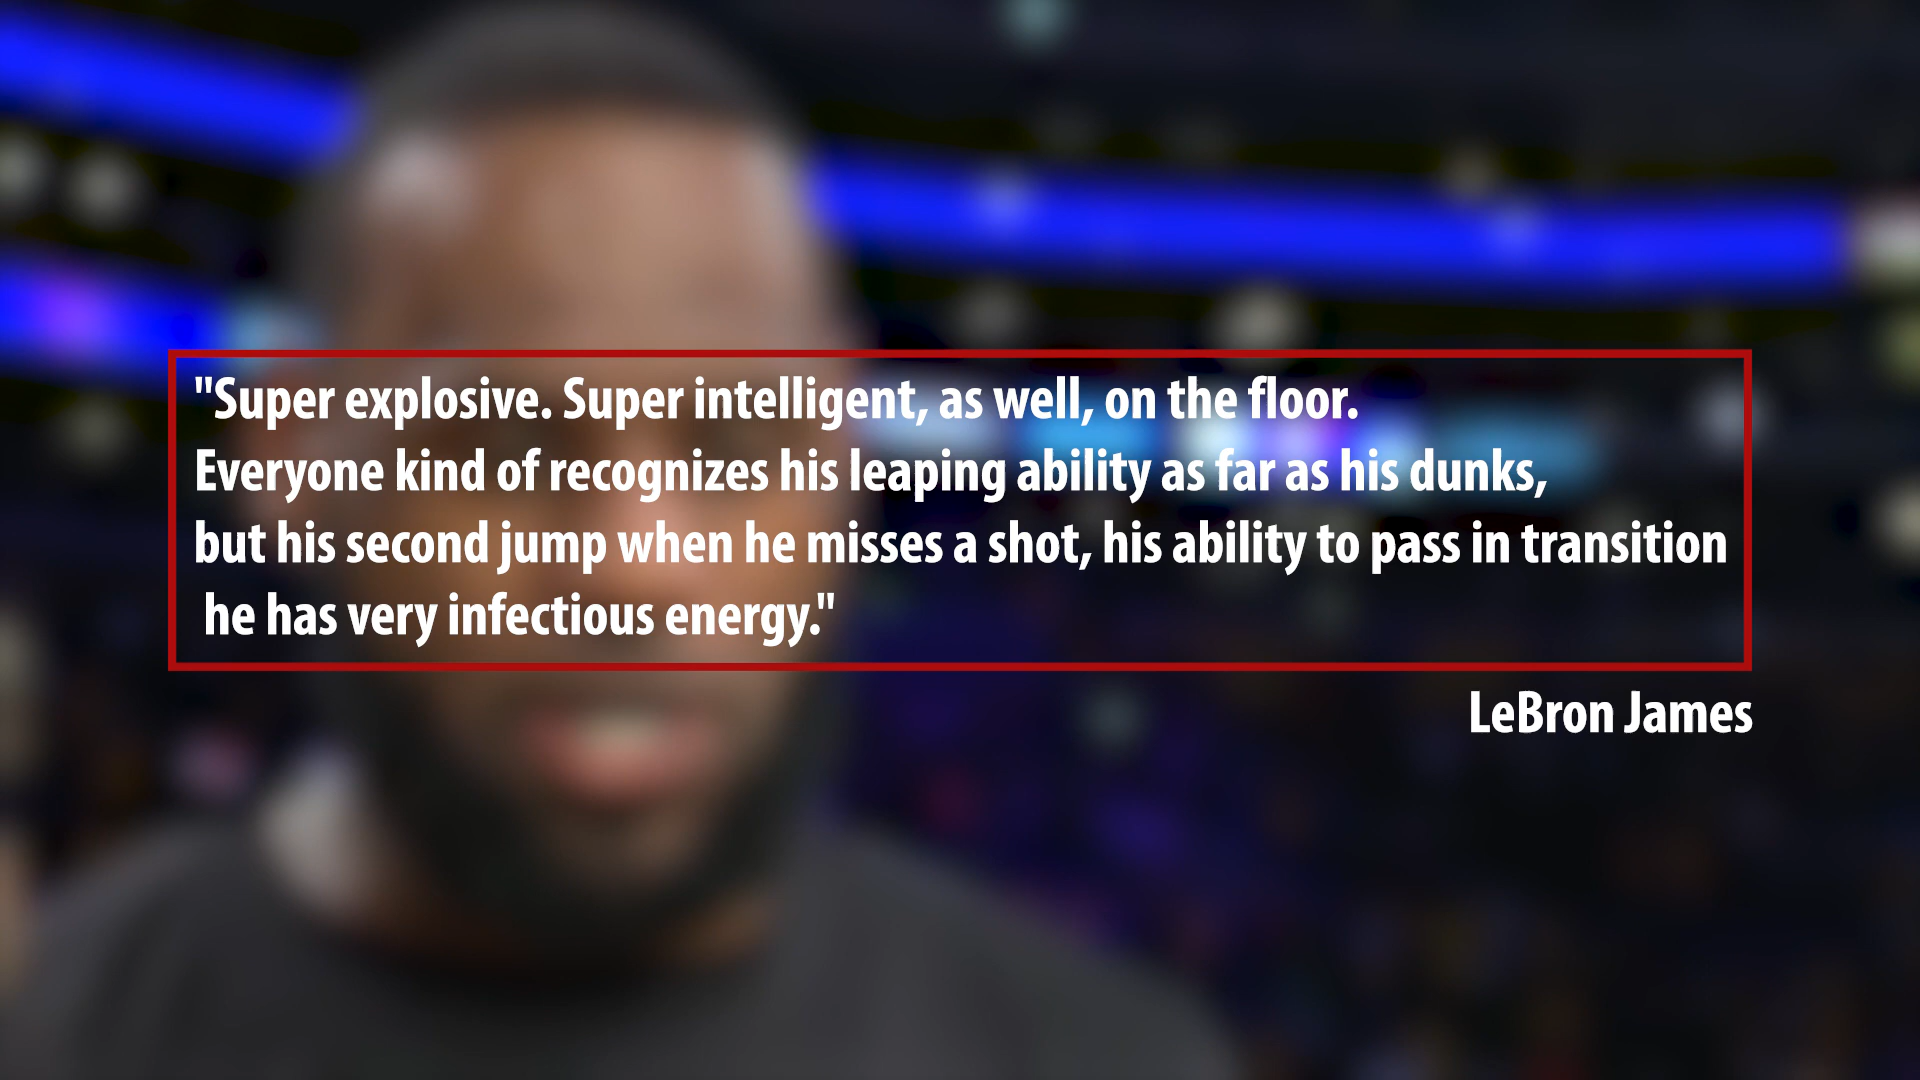 "Super explosive. Super intelligent, as well, on the floor.
Everyone kind of recognizes his leaping ability as far as his dunks,
but his second jump when he misses a shot, his ability to pass in transition
he has very infectious energy."
LeBron James